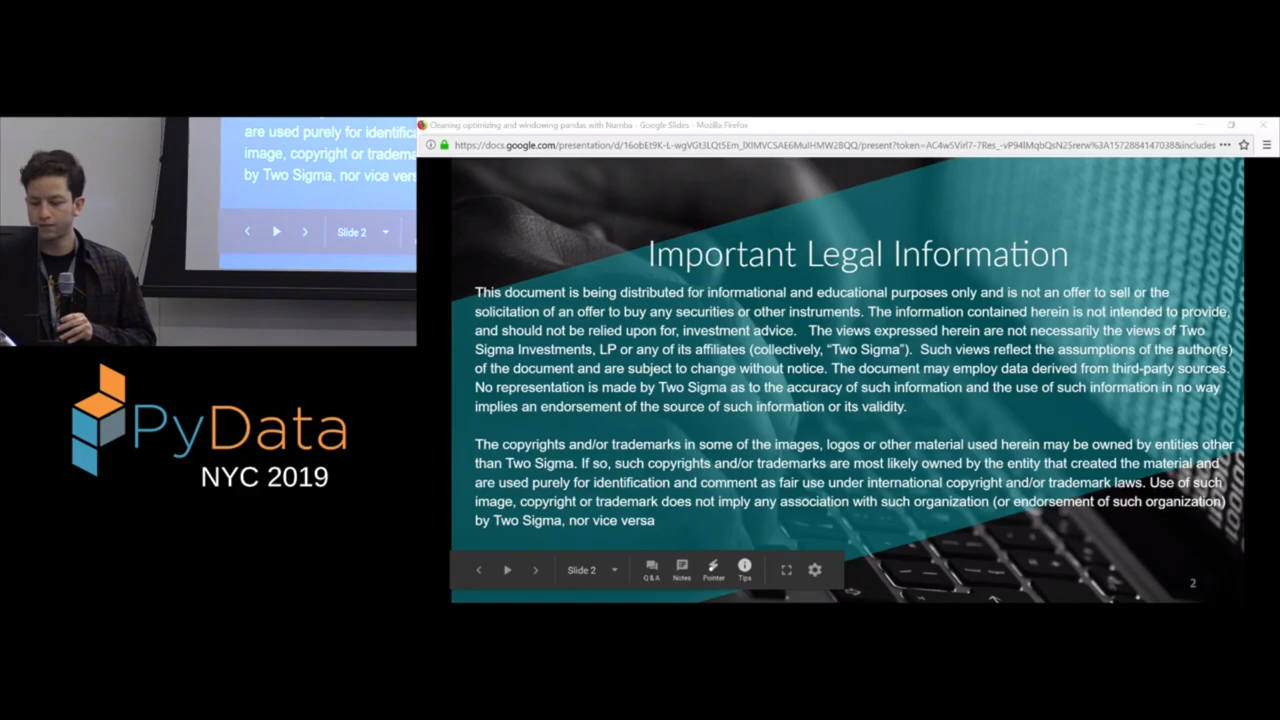 are used purely for identifica
image, copyright or tradema
by Two Sigma, nor vice vers
Slide 2
PyData
NYC 2019
Cleaning optimizing and windowing pandas with Numba - Google Slides - Mozilla Firefox
Important Legal Information
This document is being distributed for informational and educational purposes only and is not an offer to sell or the
solicitation of an offer to buy any securities or other instruments. The information contained herein is not intended to provide,
and should not be relied upon for, investment advice. The views expressed herein are not necessarily the views of Two
Sigma Investments, LP or any of its affiliates (collectively, “Two Sigma”). Such views reflect the assumptions of the author(s)
of the document and are subject to change without notice. The document may employ data derived from third-party sources.
No representation is made by Two Sigma as to the accuracy of such information and the use of such information in no way
implies an endorsement of the source of such information or its validity.
The copyrights and/or trademarks in some of the images, logos or other material used herein may be owned by entities other
than Two Sigma. If so, such copyrights and/or trademarks are most likely owned by the entity that created the material and
are used purely for identification and comment as fair use under international copyright and/or trademark laws. Use of such
image, copyright or trademark does not imply any association with such organization (or endorsement of such organization)
by Two Sigma, nor vice versa
Slide 2
Q & A Notes Pointer Tips
2